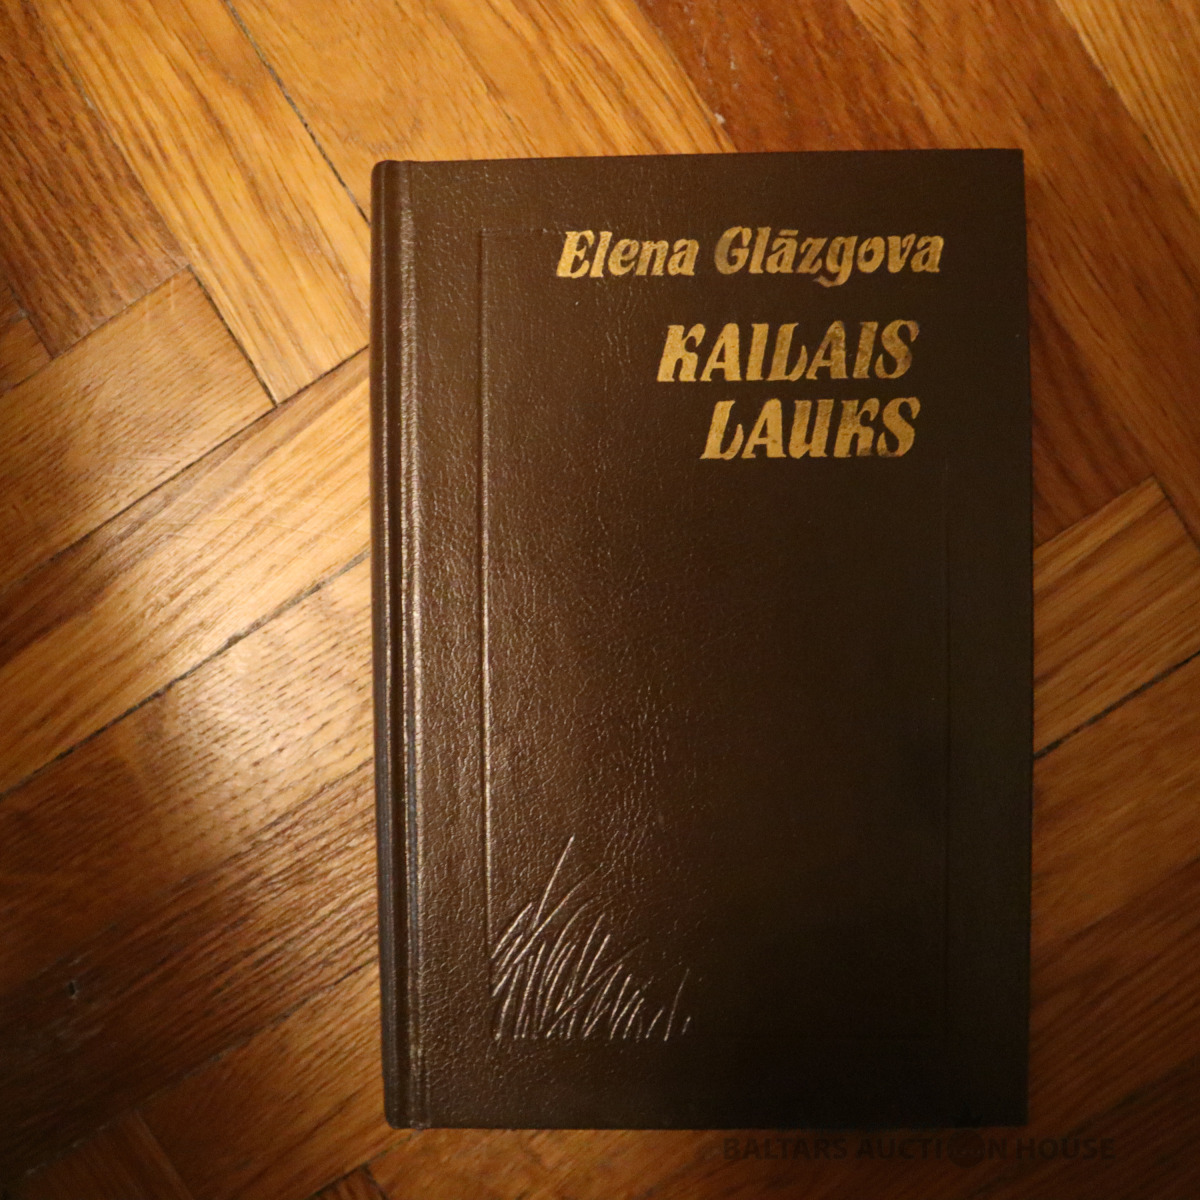 Elena Glāzgova
KAILAIS
LAUKS
BALTARS AUCTION HOUSE